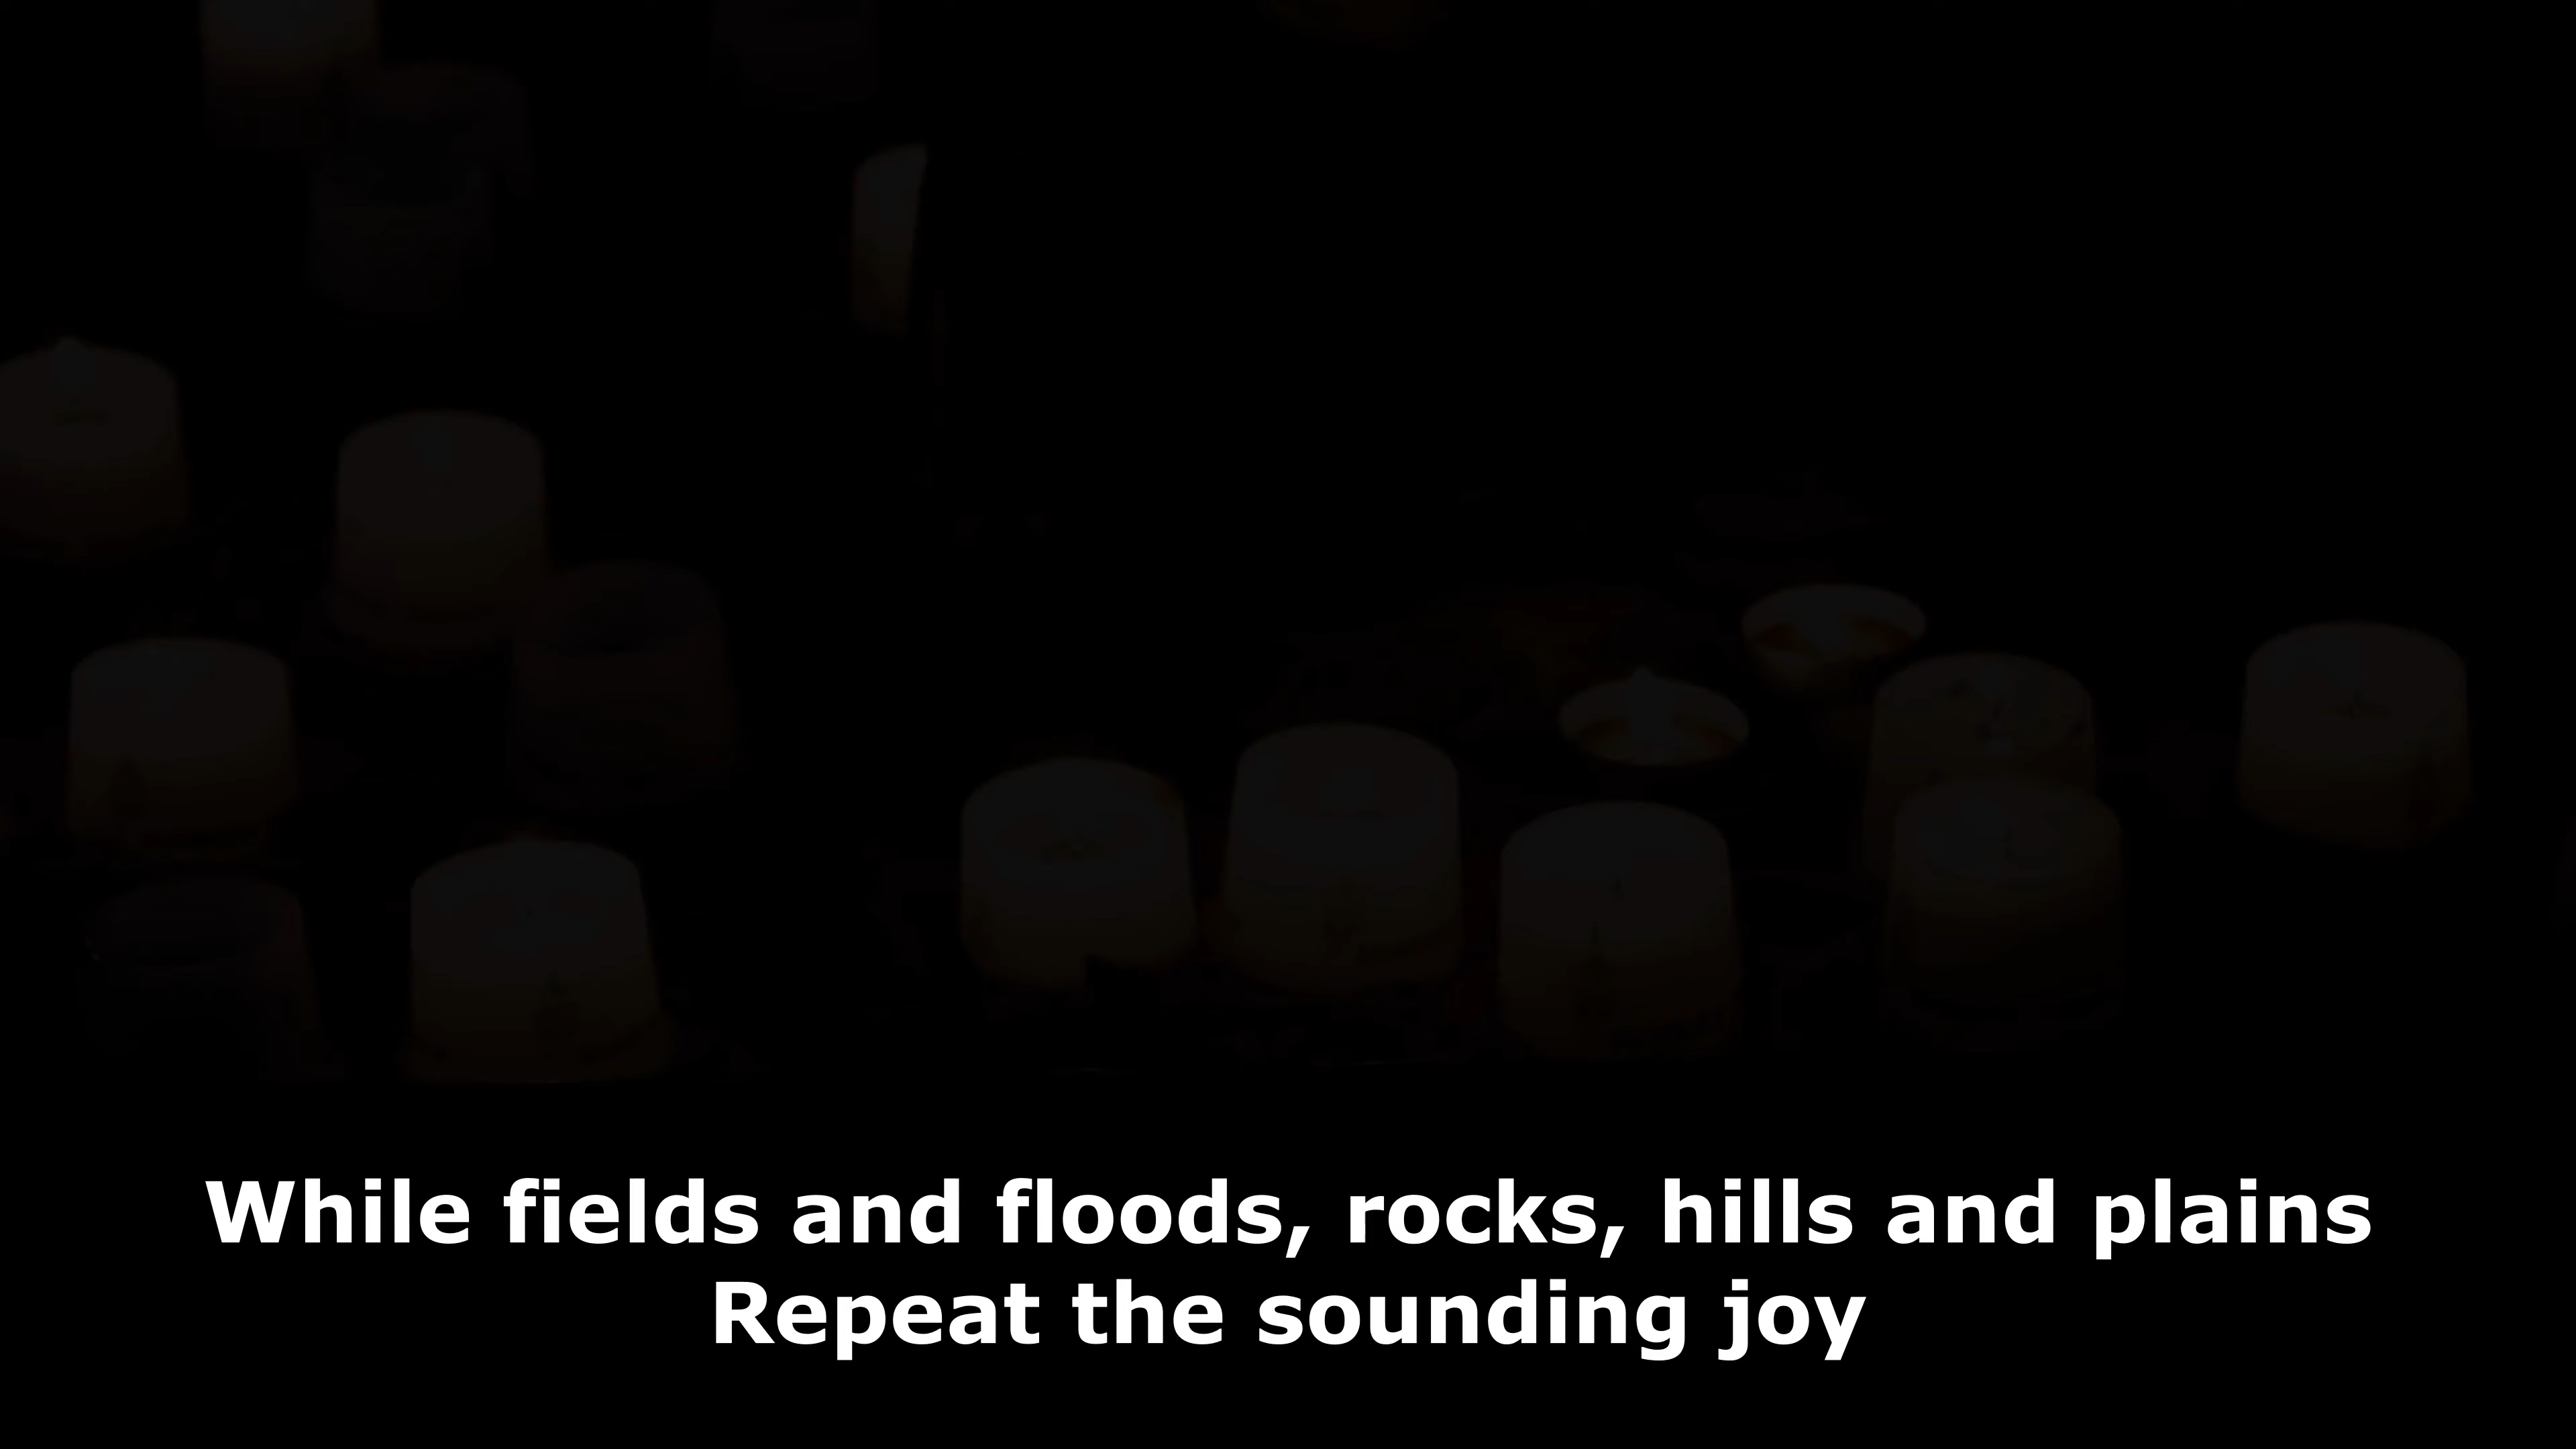 While fields and floods, rocks, hills and plains
Repeat the sounding joy